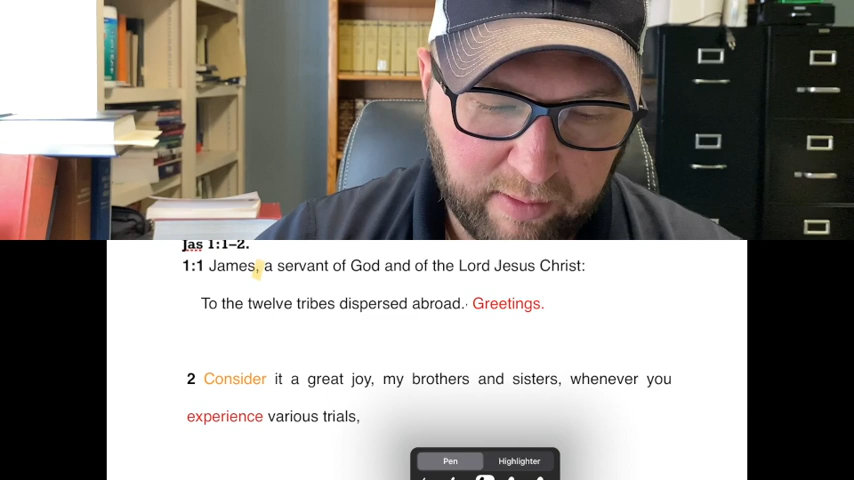 Jas 1:1–2.
1:1 James, a servant of God and of the Lord Jesus Christ:
To the twelve tribes dispersed abroad. Greetings.
2 Consider it a great joy, my brothers and sisters, whenever you
experience various trials,
Pen Highlighter